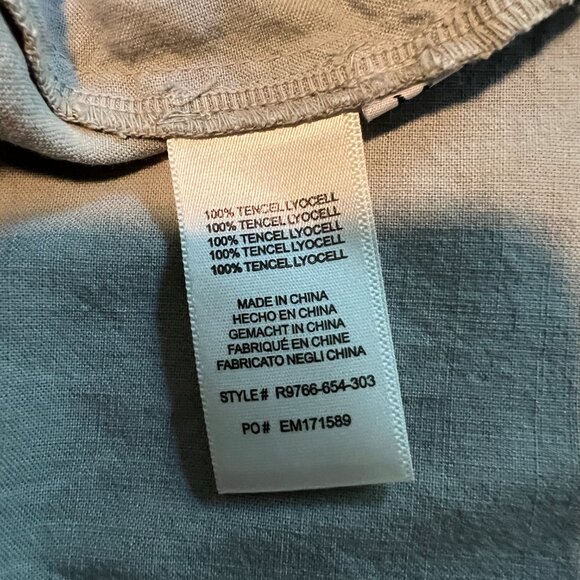 100% TENCEL LYOCELL
100% TENCEL LYOCELL
100% TENCEL LYOCELL
100% TENCEL LYOCELL
100% TENCEL LYOCELL
MADE IN CHINA
HECHO EN CHINA
GEMACHT IN CHINA
FABRIQUÉ EN CHINE
FABRICATO NEGLI CHINA
STYLE# R9766-654-303
PO# EM171589